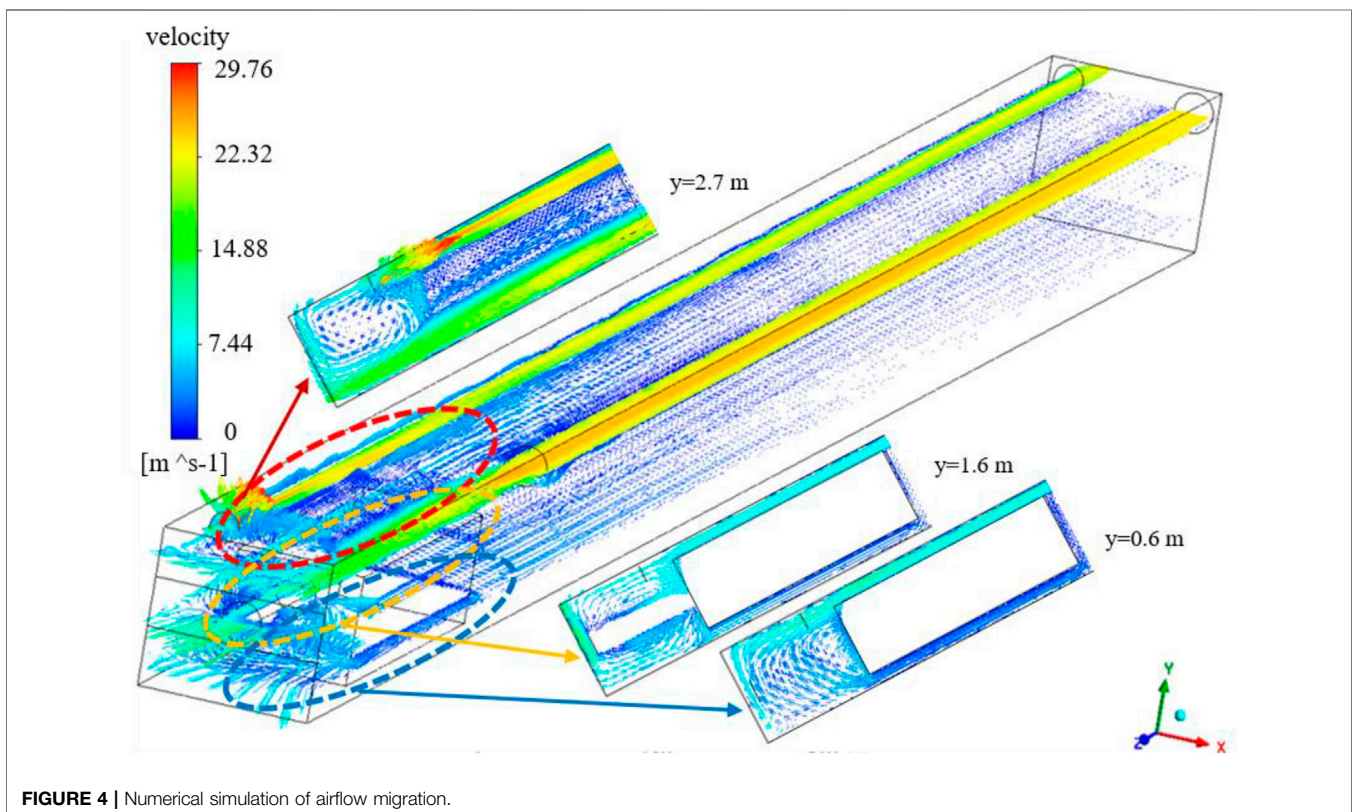 velocity
29.76
22.32
14.88
7.44
0
[m ^s-1]
y=2.7 m
y=1.6 m
y=0.6 m
Y
X
Z
FIGURE 4 | Numerical simulation of airflow migration.